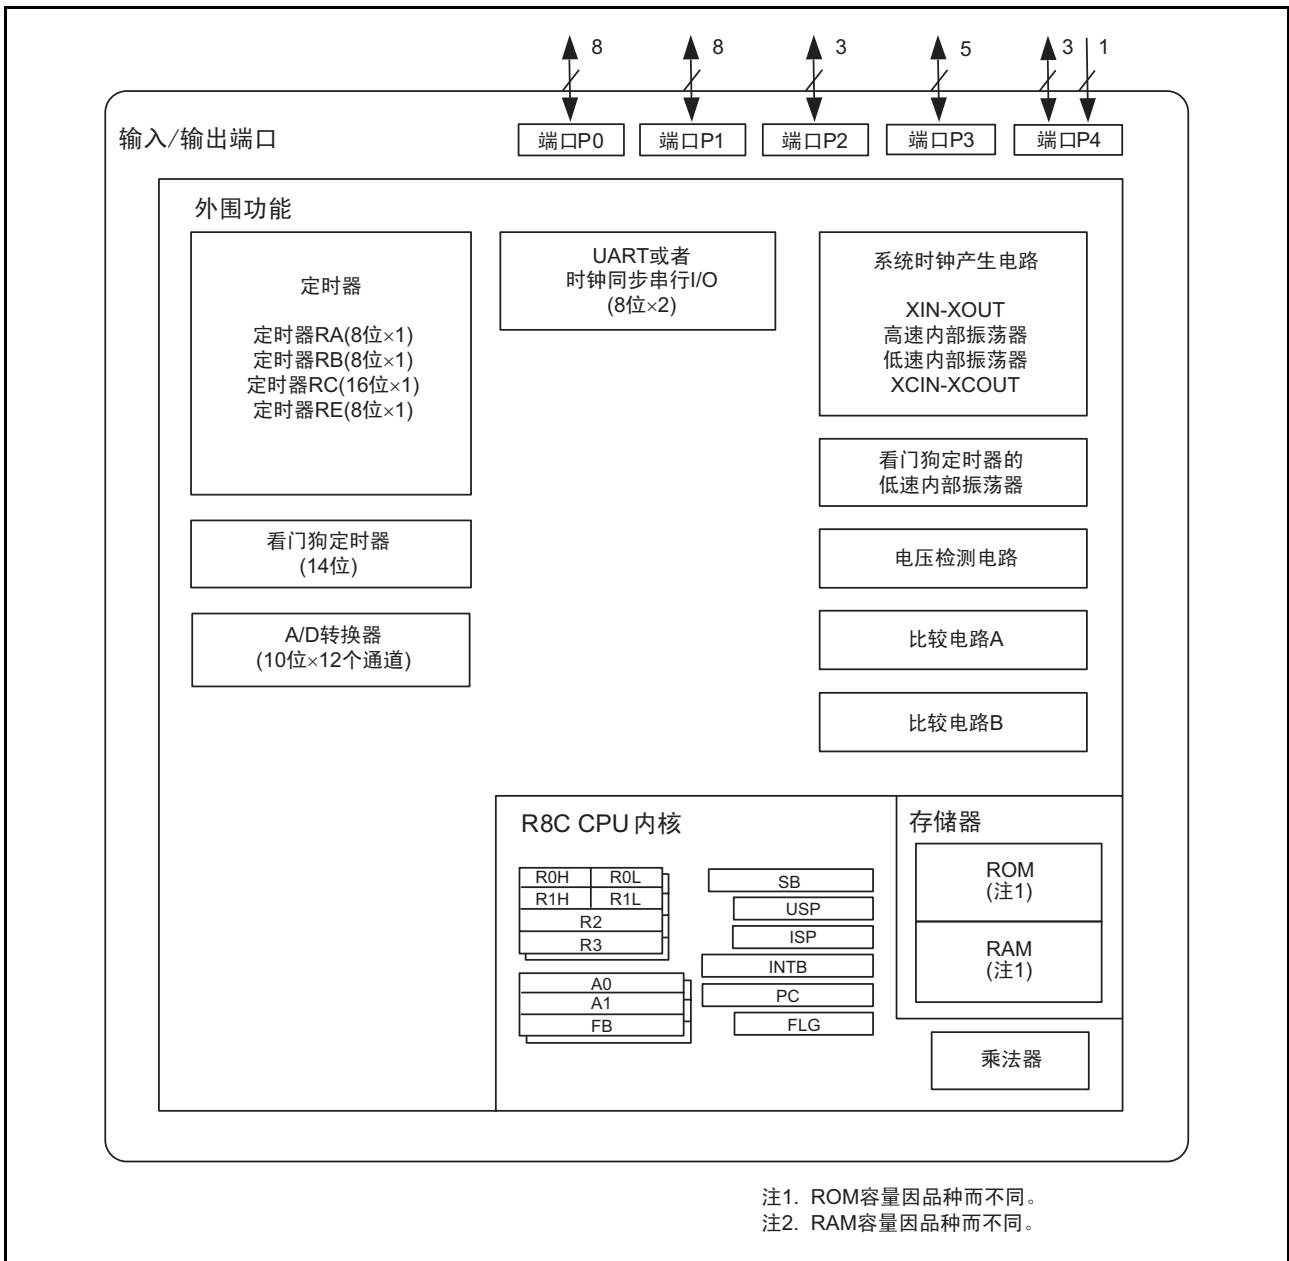 8
8
3
5
3
1
输入/输出端口
端口P0
端口P1
端口P2
端口P3
端口P4
外围功能
定时器
定时器RA(8位×1)
定时器RB(8位×1)
定时器RC(16位×1)
定时器RE(8位×1)
UART或者
时钟同步串行I/O
(8位×2)
系统时钟产生电路
XIN-XOUT
高速内部振荡器
低速内部振荡器
XCIN-XCOUT
看门狗定时器的
低速内部振荡器
看门狗定时器
(14位)
电压检测电路
A/D转换器
(10位×12个通道)
比较电路A
比较电路B
R8C CPU内核
R0H
R0L
R1H
R1L
R2
R3
A0
A1
FB
SB
USP
ISP
INTB
PC
FLG
存储器
ROM
(注1)
RAM
(注1)
乘法器
注1. ROM容量因品种而不同。
注2. RAM容量因品种而不同。